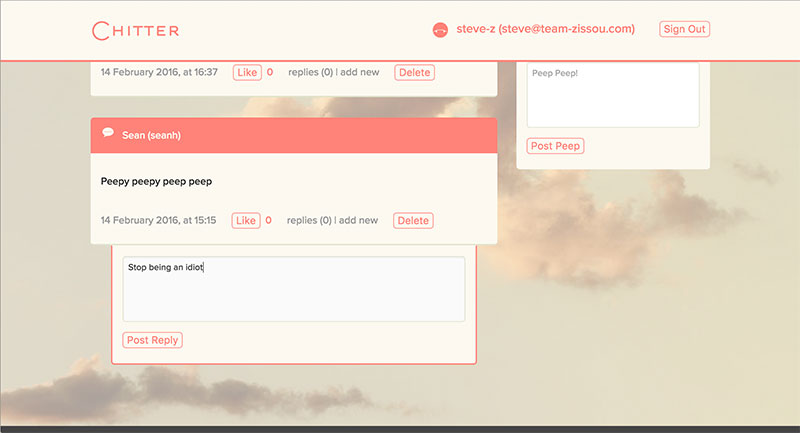 CHITTER
steve-z (steve@team-zissou.com) Sign Out
14 February 2016, at 16:37 Like 0 replies (0) | add new Delete
Peep Peep!
Post Peep
Sean (seanh)
Peepy peepy peep peep
14 February 2016, at 15:15 Like 0 replies (0) | add new Delete
Stop being an idiot
Post Reply